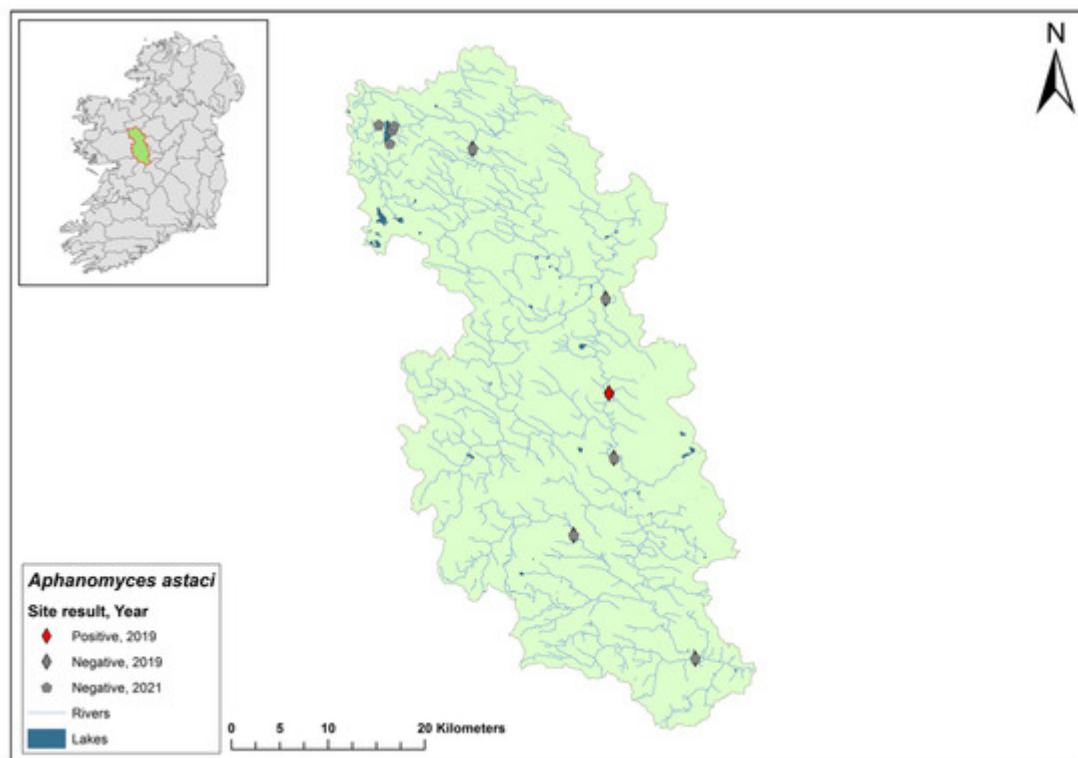 N
Aphanomyces astaci
Site result, Year
Positive, 2019
Negative, 2019
Negative, 2021
Rivers
Lakes
0 5 10 20 Kilometers